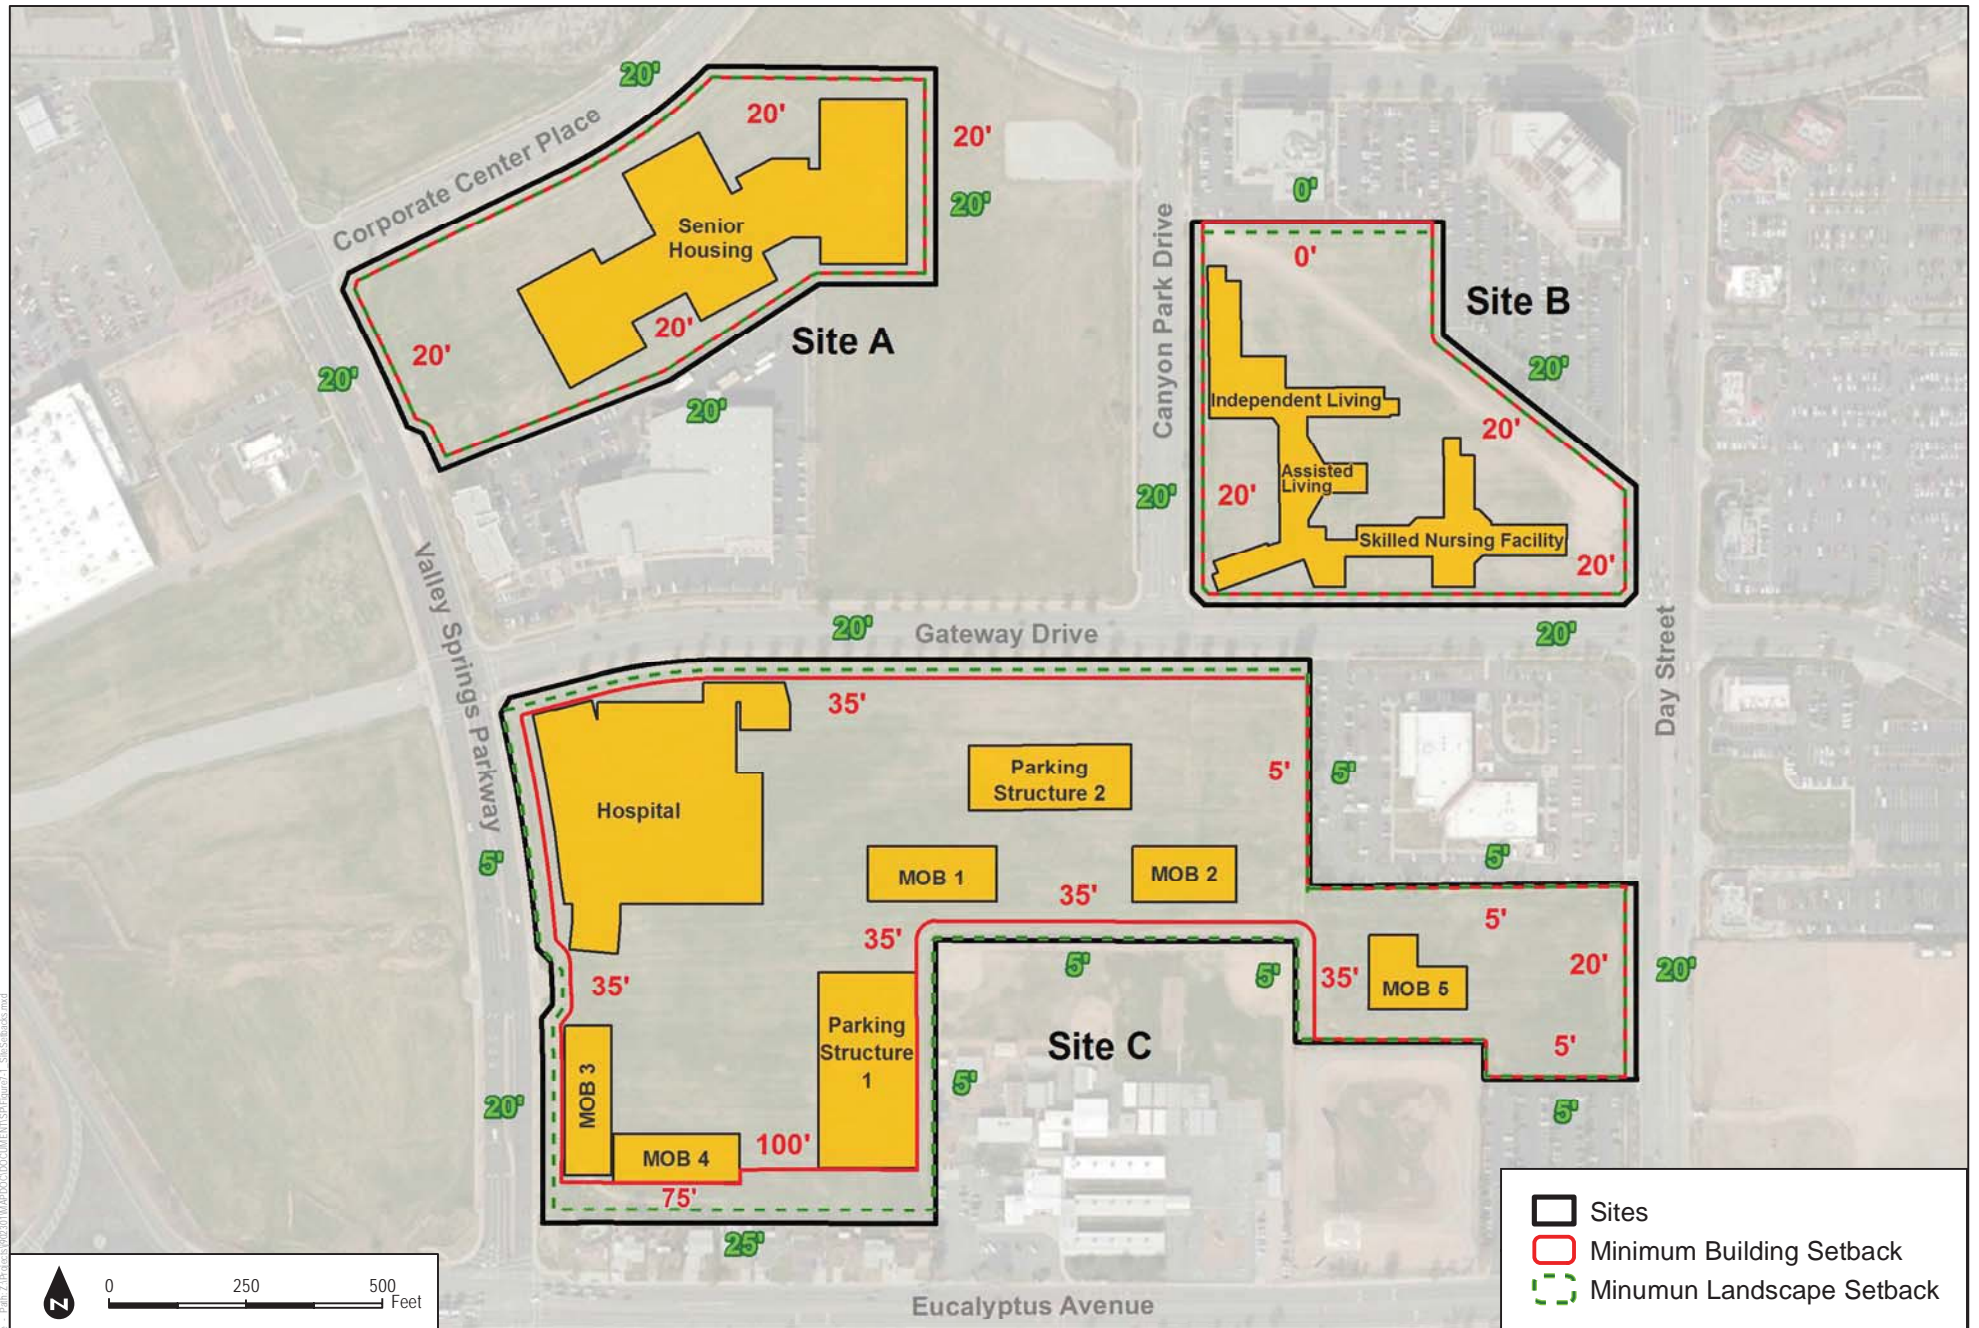 20'
20'
20'
Corporate Center Place
20'
Senior
Housing
20'
20'
20'
20'
Site A
20'
0'
0'
Canyon Park Drive
Site B
20'
Independent Living
20'
Assisted
Living
20'
20'
Skilled Nursing Facility
20'
20'
Valley Springs Parkway
20'
Gateway Drive
Day Street
35'
Parking
Structure 2
5'
5'
Hospital
5'
MOB 1
MOB 2
5'
35'
5'
35'
5'
5'
35'
20'
20'
35'
MOB 5
Parking
Structure
1
Site C
5'
5'
5'
MOB 3
20'
MOB 4
100'
75'
25'
Eucalyptus Avenue
Sites
Minimum Building Setback
Minumun Landscape Setback
N
0
250
500
Feet